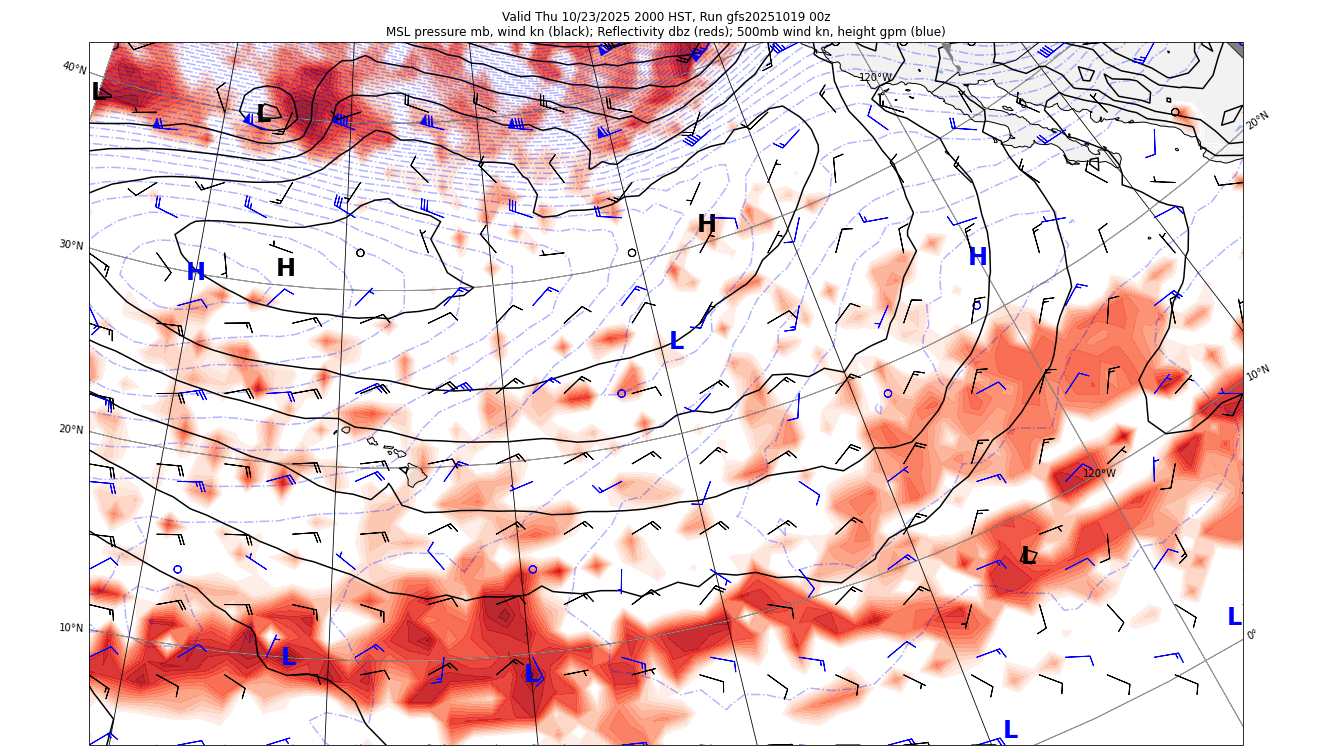 Valid Thu 10/23/2025 2000 HST, Run gfs20251019 00z
MSL pressure mb, wind kn (black); Reflectivity dbz (reds); 500mb wind kn, height gpm (blue)
40°N
120°W
20°N
L
L
H
30°N
H
H
H
L
10°N
20°N
120°W
L
10°N
L
0°
L
L
L